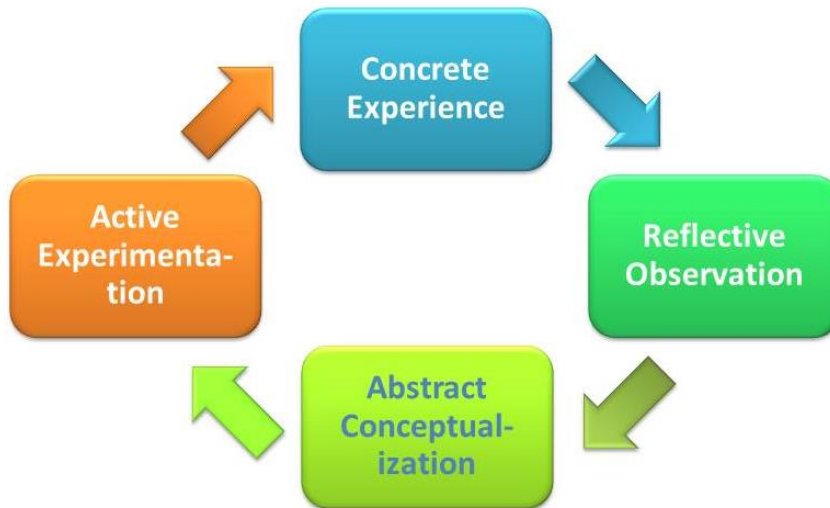 Concrete
Experience
Reflective
Observation
Abstract
Conceptual-
ization
Active
Experimenta-
tion